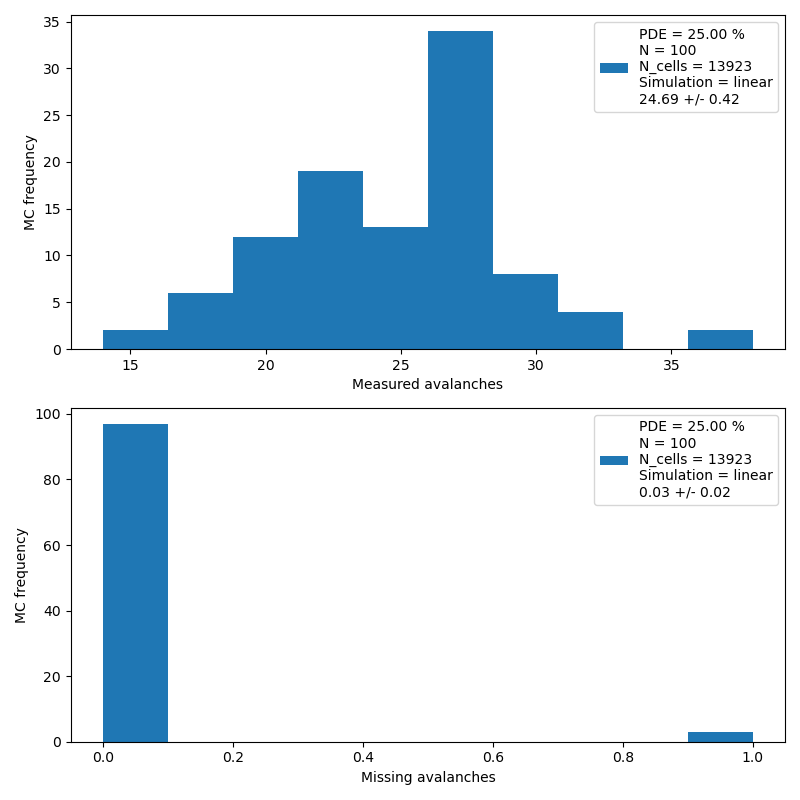 PDE = 25.00 %
N = 100
N_cells = 13923
Simulation = linear
24.69 +/- 0.42
MC frequency
35
30
25
20
15
10
5
0
15
20
25
30
35
Measured avalanches
PDE = 25.00 %
N = 100
N_cells = 13923
Simulation = linear
0.03 +/- 0.02
MC frequency
100
80
60
40
20
0
0.0
0.2
0.4
0.6
0.8
1.0
Missing avalanches